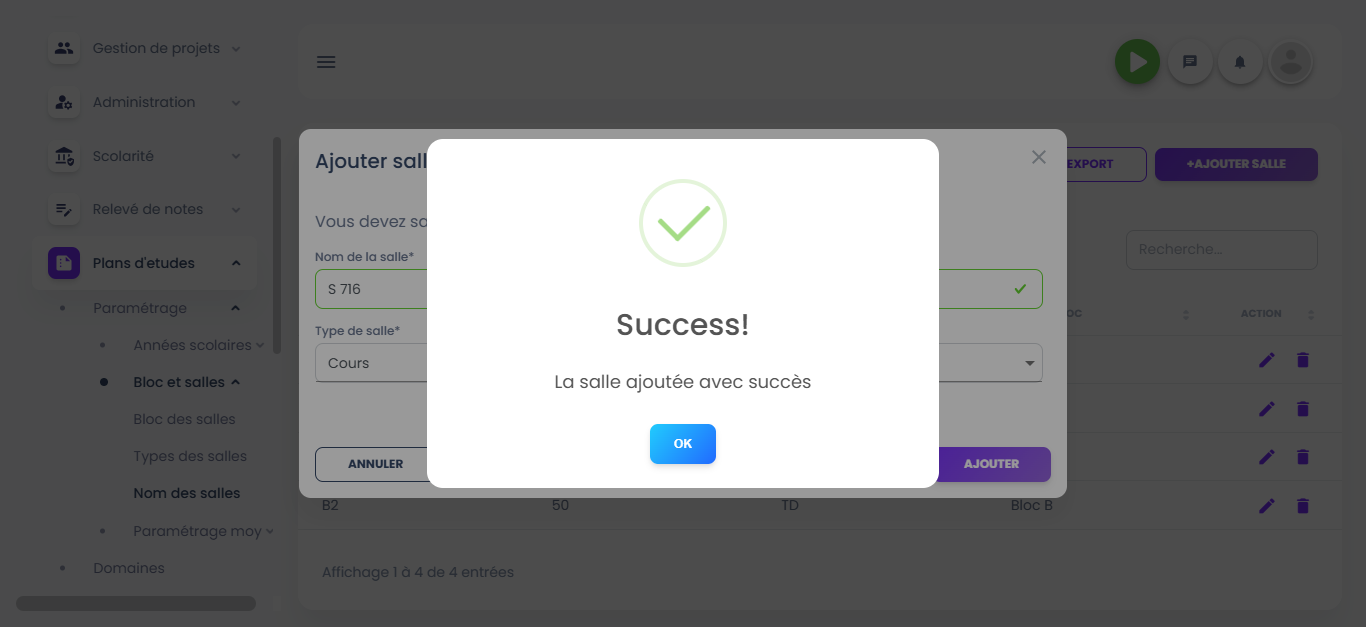 Gestion de projets
Administration
Scolarité
Relevé de notes
Plans d'etudes
Paramétrage
Années scolaires
Bloc et salles
Bloc des salles
Types des salles
Nom des salles
Paramétrage moy
Domaines
EXPORT
+AJOUTER SALLE
Recherche...
OC
ACTION
Ajouter sall
Vous devez sa
Nom de la salle*
S 716
Type de salle*
Cours
ANNULER
AJOUTER
Success!
La salle ajoutée avec succès
OK
B2 50 TD Bloc B
Affichage 1 à 4 de 4 entrées